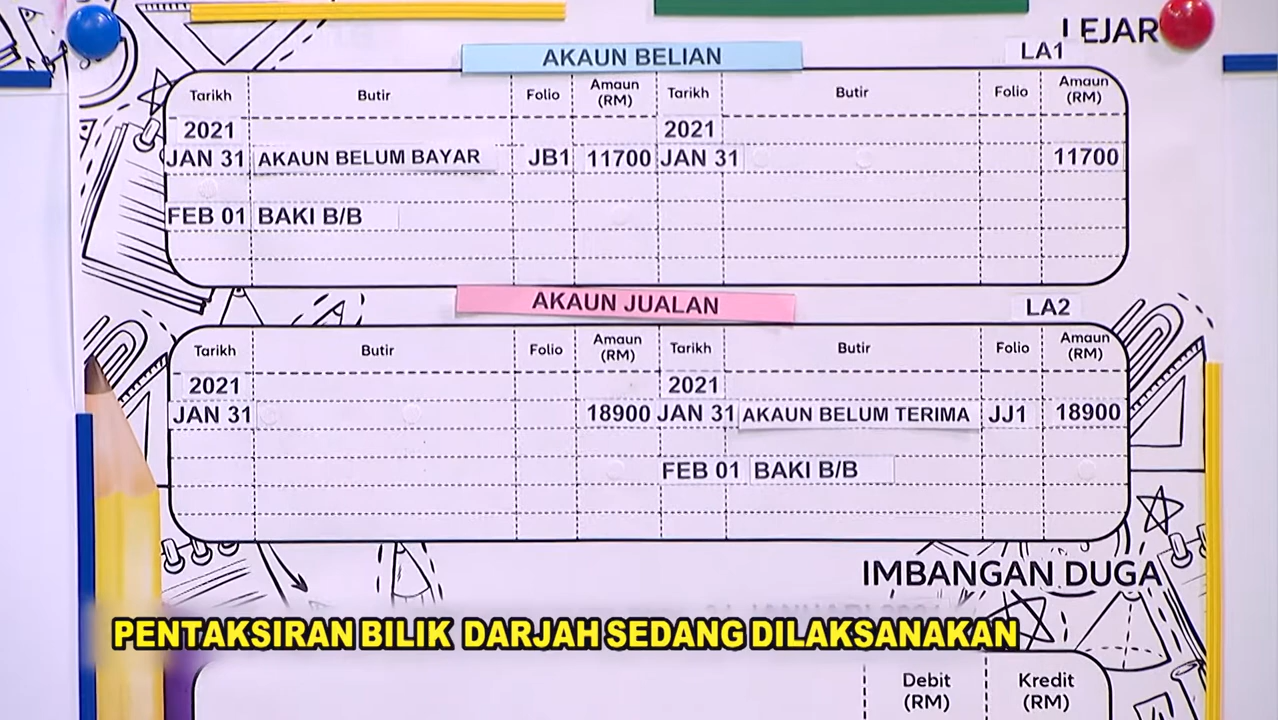 LEJAR
AKAUN BELIAN
LA1
Tarikh Butir Folio Amaun (RM) Tarikh Butir Folio Amaun (RM)
2021 2021
JAN 31 AKAUN BELUM BAYAR JB1 11700 JAN 31 11700
FEB 01 BAKI B/B
AKAUN JUALAN
LA2
Tarikh Butir Folio Amaun (RM) Tarikh Butir Folio Amaun (RM)
2021 2021
JAN 31 18900 JAN 31 AKAUN BELUM TERIMA JJ1 18900
FEB 01 BAKI B/B
IMBANGAN DUGA
PENTAKSIRAN BILIK DARJAH SEDANG DILAKSANAKAN
Debit (RM) Kredit (RM)